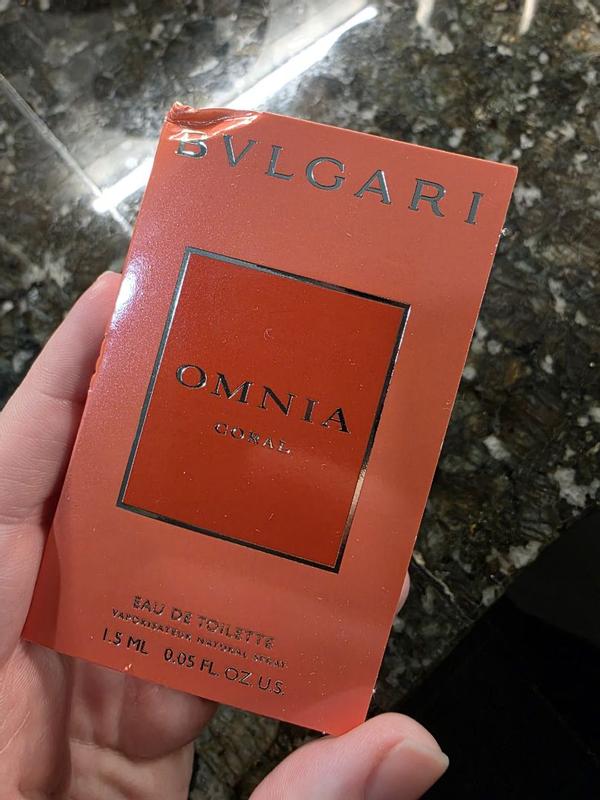 BVLGARI
OMNIA
CORAL
EAU DE TOILETTE
VAPORISATEUR NATURAL SPRAY
1.5 ML 0.05 FL. OZ. U.S.